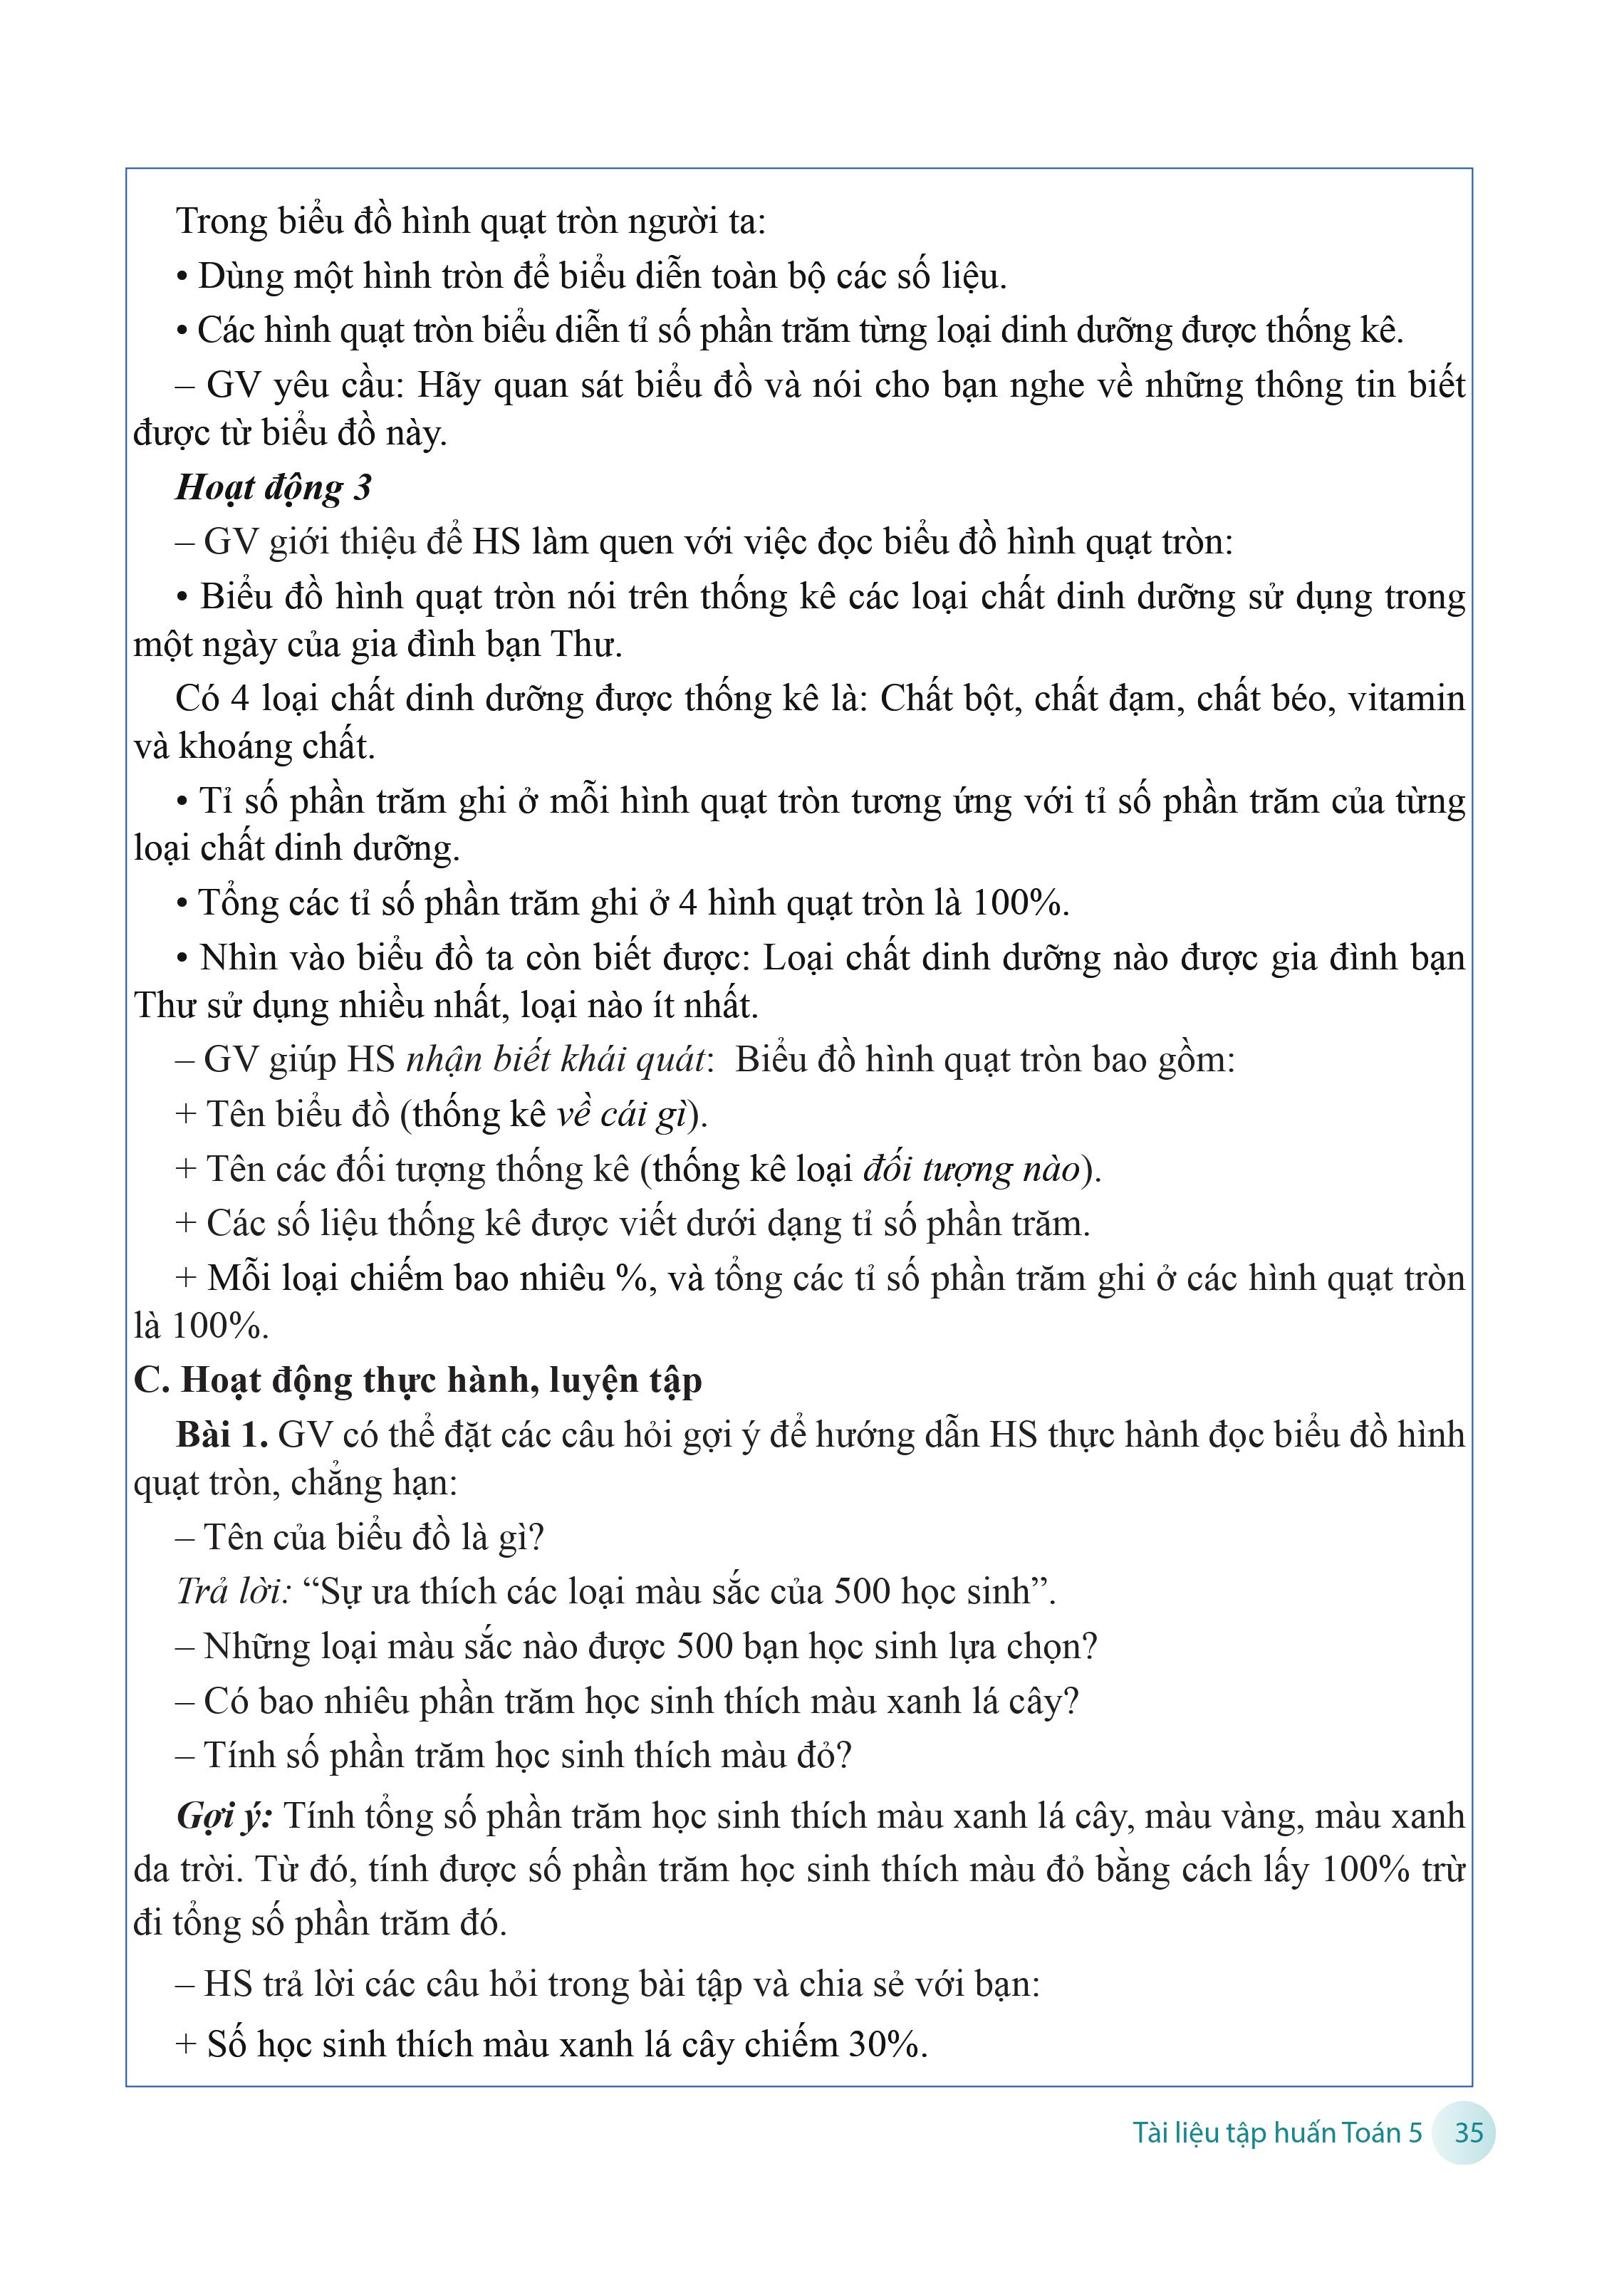 Trong biểu đồ hình quạt tròn người ta:
• Dùng một hình tròn để biểu diễn toàn bộ các số liệu.
• Các hình quạt tròn biểu diễn tỉ số phần trăm từng loại dinh dưỡng được thống kê.
– GV yêu cầu: Hãy quan sát biểu đồ và nói cho bạn nghe về những thông tin biết
được từ biểu đồ này.
Hoạt động 3
– GV giới thiệu để HS làm quen với việc đọc biểu đồ hình quạt tròn:
• Biểu đồ hình quạt tròn nói trên thống kê các loại chất dinh dưỡng sử dụng trong
một ngày của gia đình bạn Thư.
Có 4 loại chất dinh dưỡng được thống kê là: Chất bột, chất đạm, chất béo, vitamin
và khoáng chất.
• Tỉ số phần trăm ghi ở mỗi hình quạt tròn tương ứng với tỉ số phần trăm của từng
loại chất dinh dưỡng.
• Tổng các tỉ số phần trăm ghi ở 4 hình quạt tròn là 100%.
• Nhìn vào biểu đồ ta còn biết được: Loại chất dinh dưỡng nào được gia đình bạn
Thư sử dụng nhiều nhất, loại nào ít nhất.
– GV giúp HS nhận biết khái quát: Biểu đồ hình quạt tròn bao gồm:
+ Tên biểu đồ (thống kê về cái gì).
+ Tên các đối tượng thống kê (thống kê loại đối tượng nào).
+ Các số liệu thống kê được viết dưới dạng tỉ số phần trăm.
+ Mỗi loại chiếm bao nhiêu %, và tổng các tỉ số phần trăm ghi ở các hình quạt tròn
là 100%.
C. Hoạt động thực hành, luyện tập
Bài 1. GV có thể đặt các câu hỏi gợi ý để hướng dẫn HS thực hành đọc biểu đồ hình
quạt tròn, chẳng hạn:
– Tên của biểu đồ là gì?
Trả lời: “Sự ưa thích các loại màu sắc của 500 học sinh”.
– Những loại màu sắc nào được 500 bạn học sinh lựa chọn?
– Có bao nhiêu phần trăm học sinh thích màu xanh lá cây?
– Tính số phần trăm học sinh thích màu đỏ?
Gợi ý: Tính tổng số phần trăm học sinh thích màu xanh lá cây, màu vàng, màu xanh
da trời. Từ đó, tính được số phần trăm học sinh thích màu đỏ bằng cách lấy 100% trừ
đi tổng số phần trăm đó.
– HS trả lời các câu hỏi trong bài tập và chia sẻ với bạn:
+ Số học sinh thích màu xanh lá cây chiếm 30%.
Tài liệu tập huấn Toán 5 35